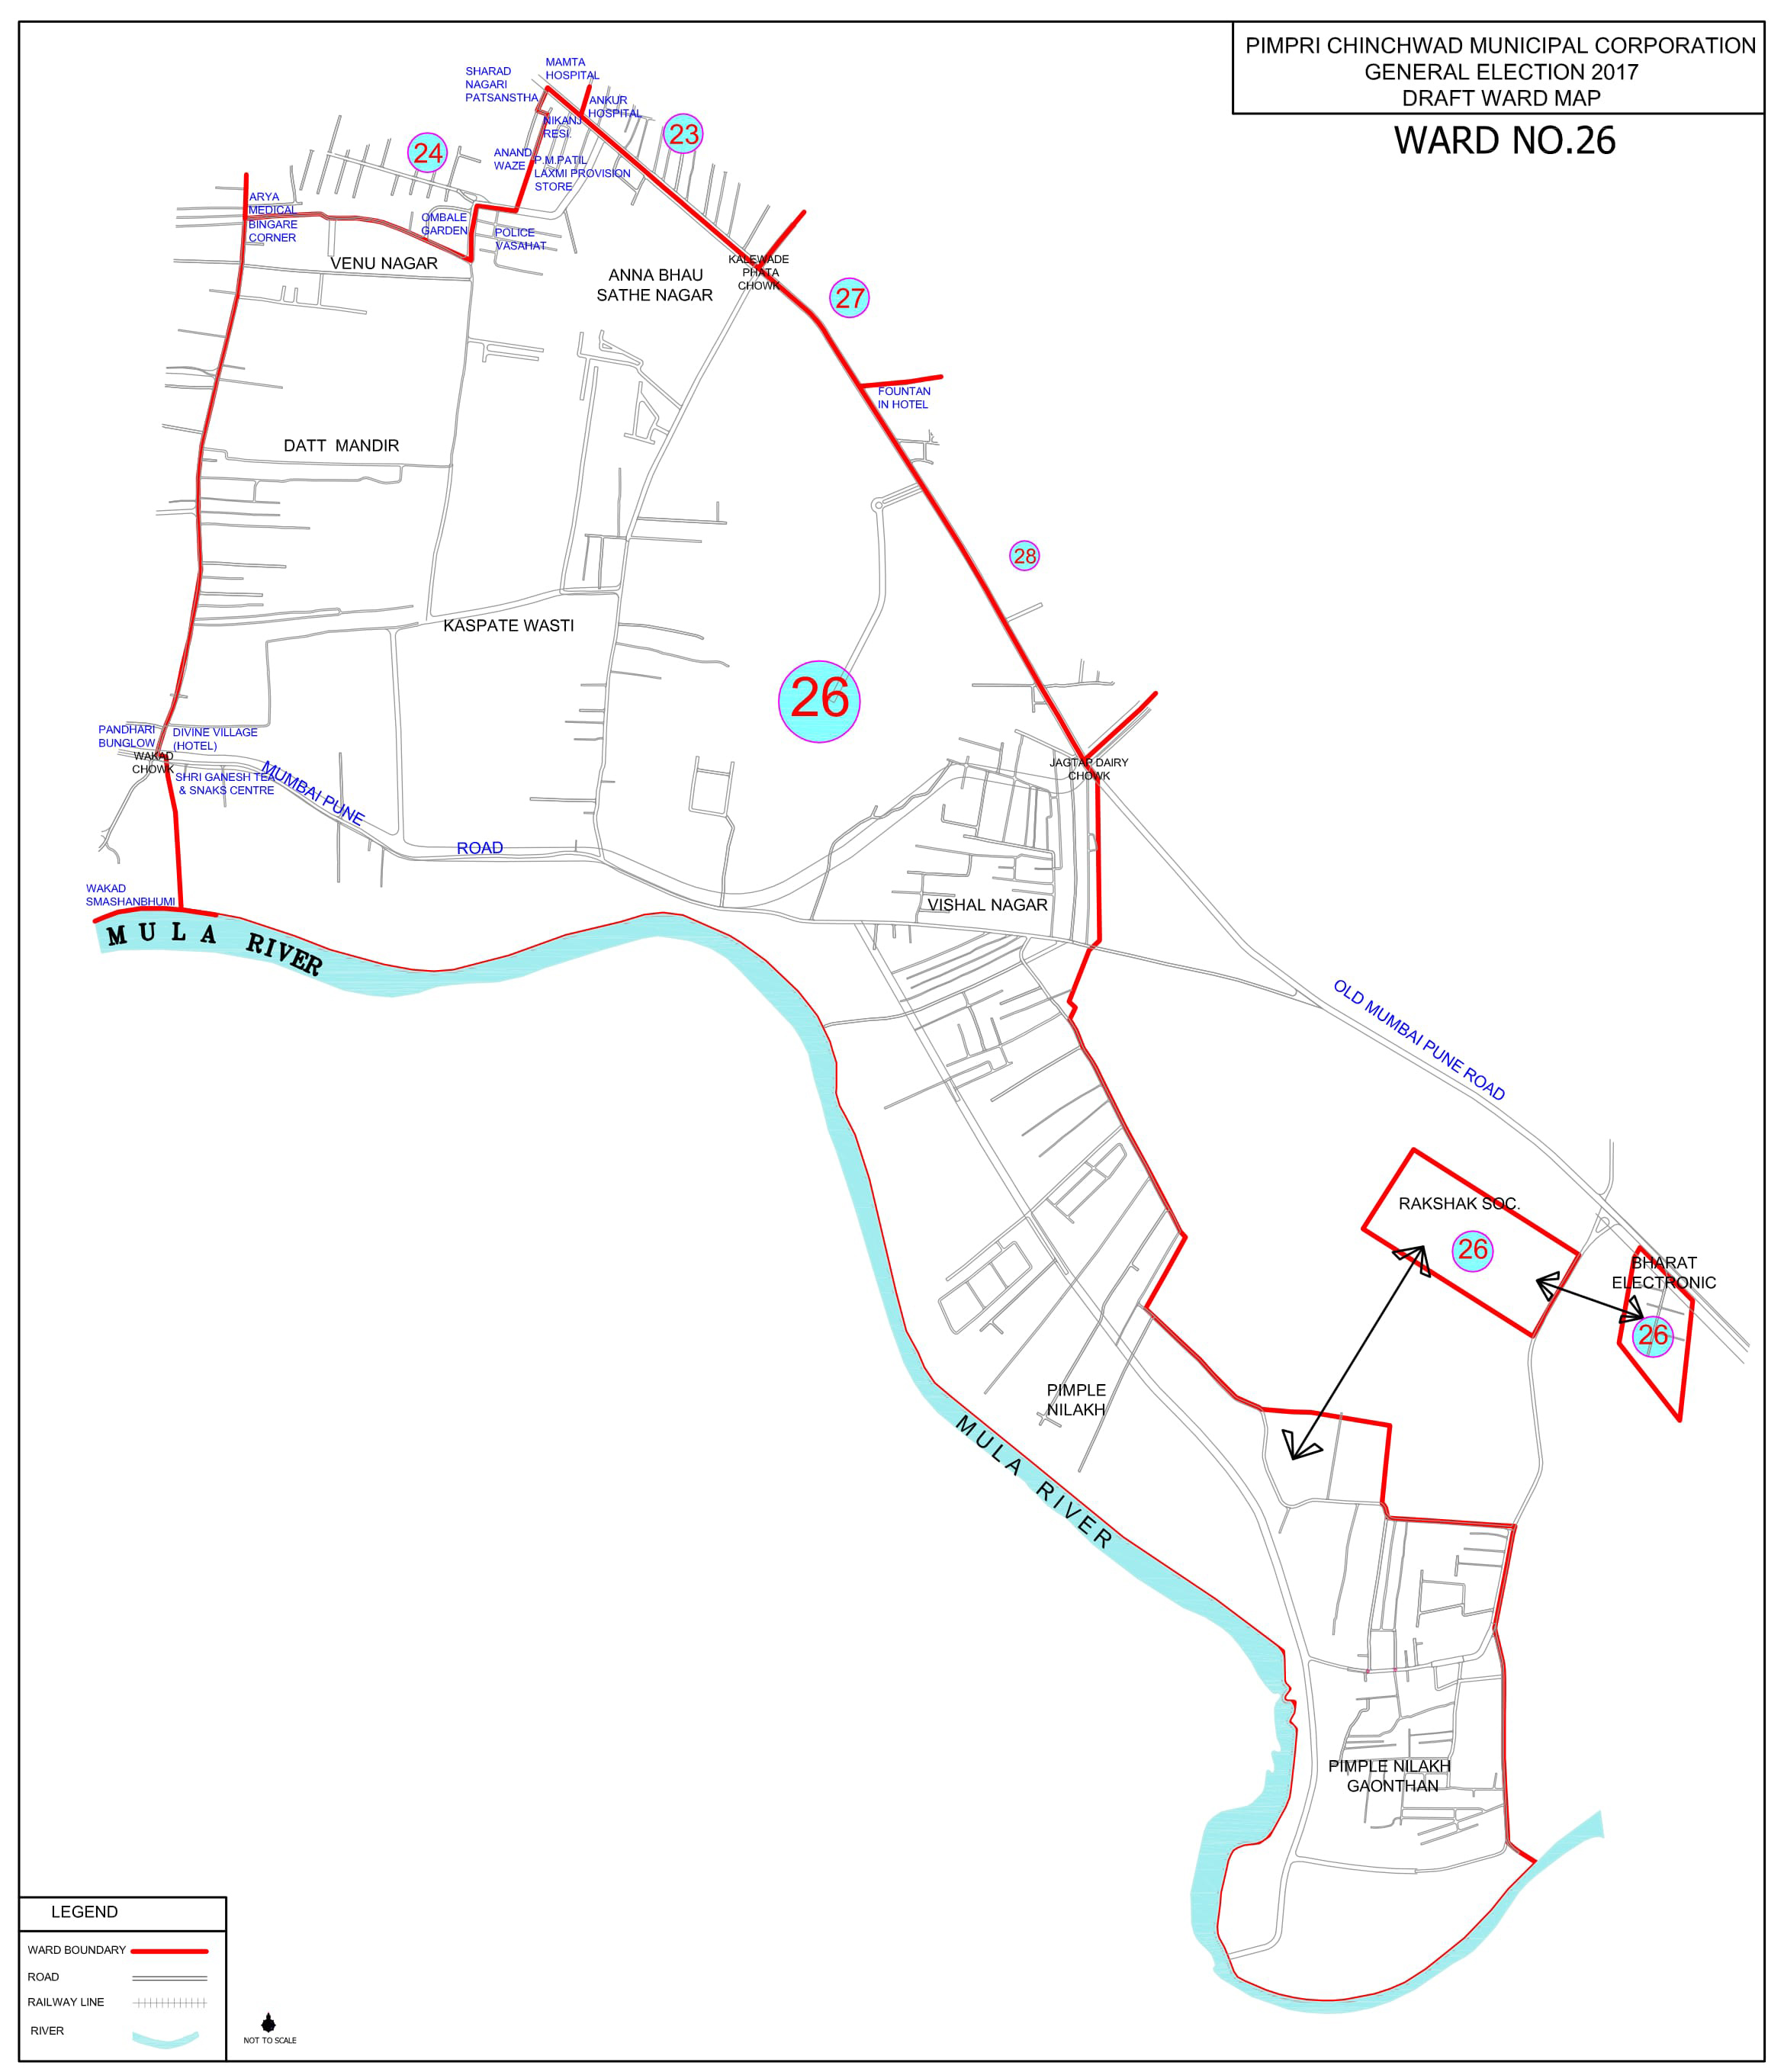 PIMPRI CHINCHWAD MUNICIPAL CORPORATION
GENERAL ELECTION 2017
DRAFT WARD MAP
WARD NO.26
MAMTA
HOSPITAL
SHARAD
NAGARI
PATSANSTHA
ANKUR
HOSPITAL
NIKANJ
RESI.
23
24
ANAND
WAZE
P.M.PATIL
LAXMI PROVISION
STORE
ARYA
MEDICAL
BINGARE
CORNER
OMBALE
GARDEN
POLICE
VASAHAT
VENU NAGAR
ANNA BHAU
SATHE NAGAR
KALEWADE
PHATA
CHOWK
27
FOUNTAN
IN HOTEL
DATT MANDIR
28
KASPATE WASTI
26
PANDHARI
BUNGLOW
DIVINE VILLAGE
(HOTEL)
WAKAD
CHOWK
SHRI GANESH TEA
& SNAKS CENTRE
MUMBAI PUNE
ROAD
JAGTAP DAIRY
CHOWK
WAKAD
SMASHANBHUMI
VISHAL NAGAR
MULA RIVER
OLD MUMBAI PUNE ROAD
RAKSHAK SOC.
26
BHARAT
ELECTRONIC
26
PIMPLE
NILAKH
MULA RIVER
PIMPLE NILAKH
GAONTHAN
LEGEND
WARD BOUNDARY
ROAD
RAILWAY LINE
RIVER
NOT TO SCALE